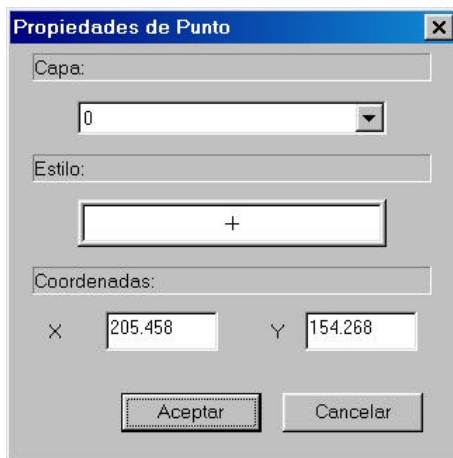 Propiedades de Punto
Capa:
0
Estilo:
+
Coordenadas:
X 205.458 Y 154.268
Aceptar Cancelar